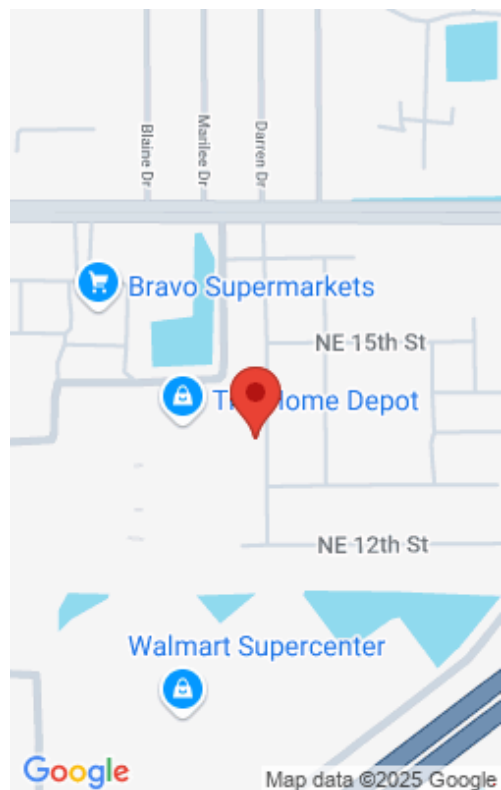 Blaine Dr
Marilee Dr
Darren Dr
Bravo Supermarkets
NE 15th St
The Home Depot
NE 12th St
Walmart Supercenter
Google
Map data ©2025 Google